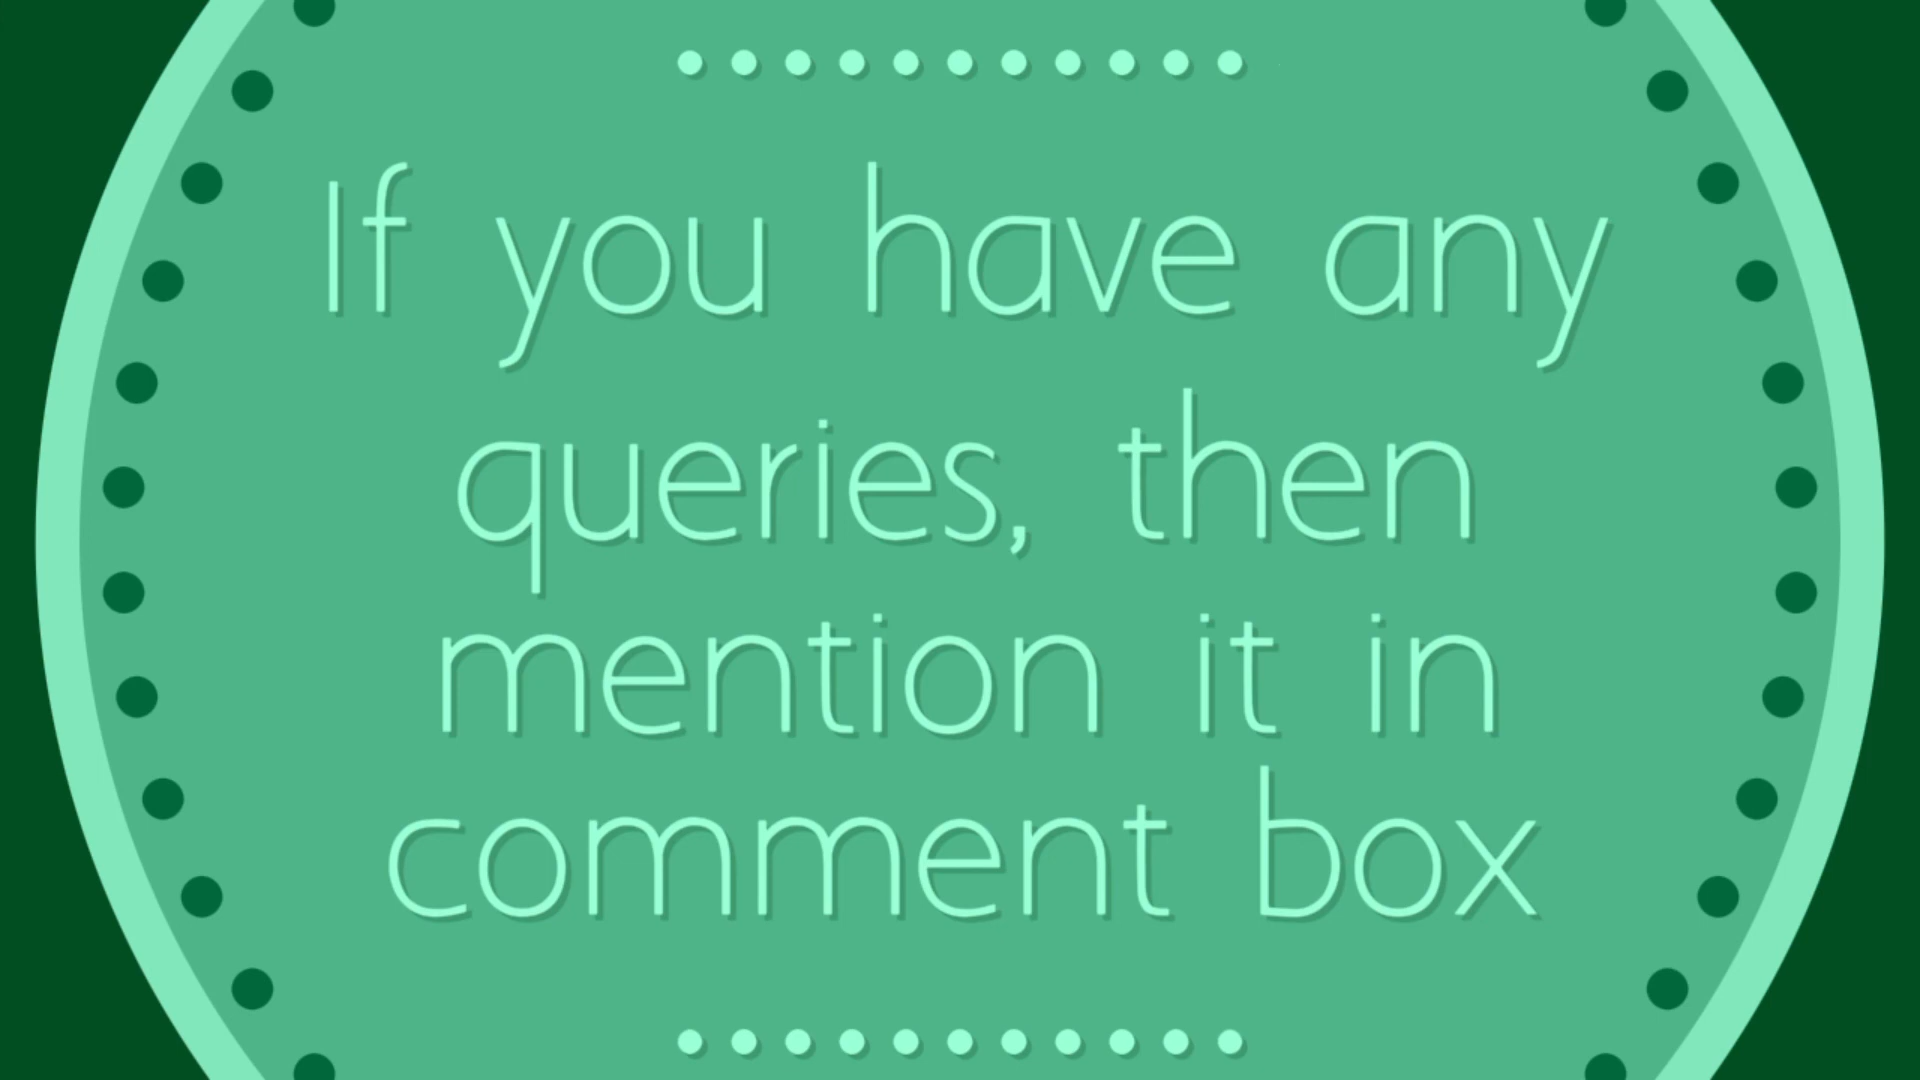 If you have any
queries, then
mention it in
comment box